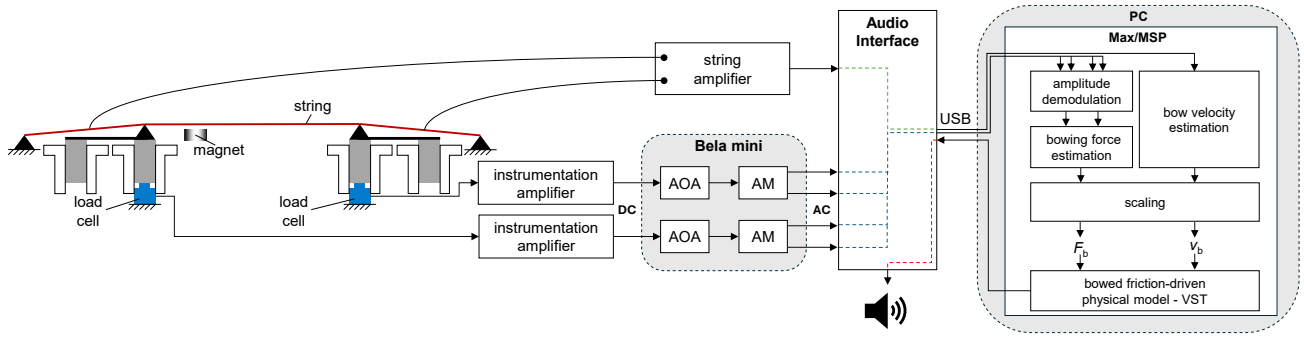 string
magnet
load
cell
load
cell
string
amplifier
instrumentation
amplifier
instrumentation
amplifier
DC
Bela mini
AOA
AM
AOA
AM
AC
Audio
Interface
USB
PC
Max/MSP
amplitude
demodulation
bowing force
estimation
bow velocity
estimation
scaling
Fb
vb
bowed friction-driven
physical model - VST